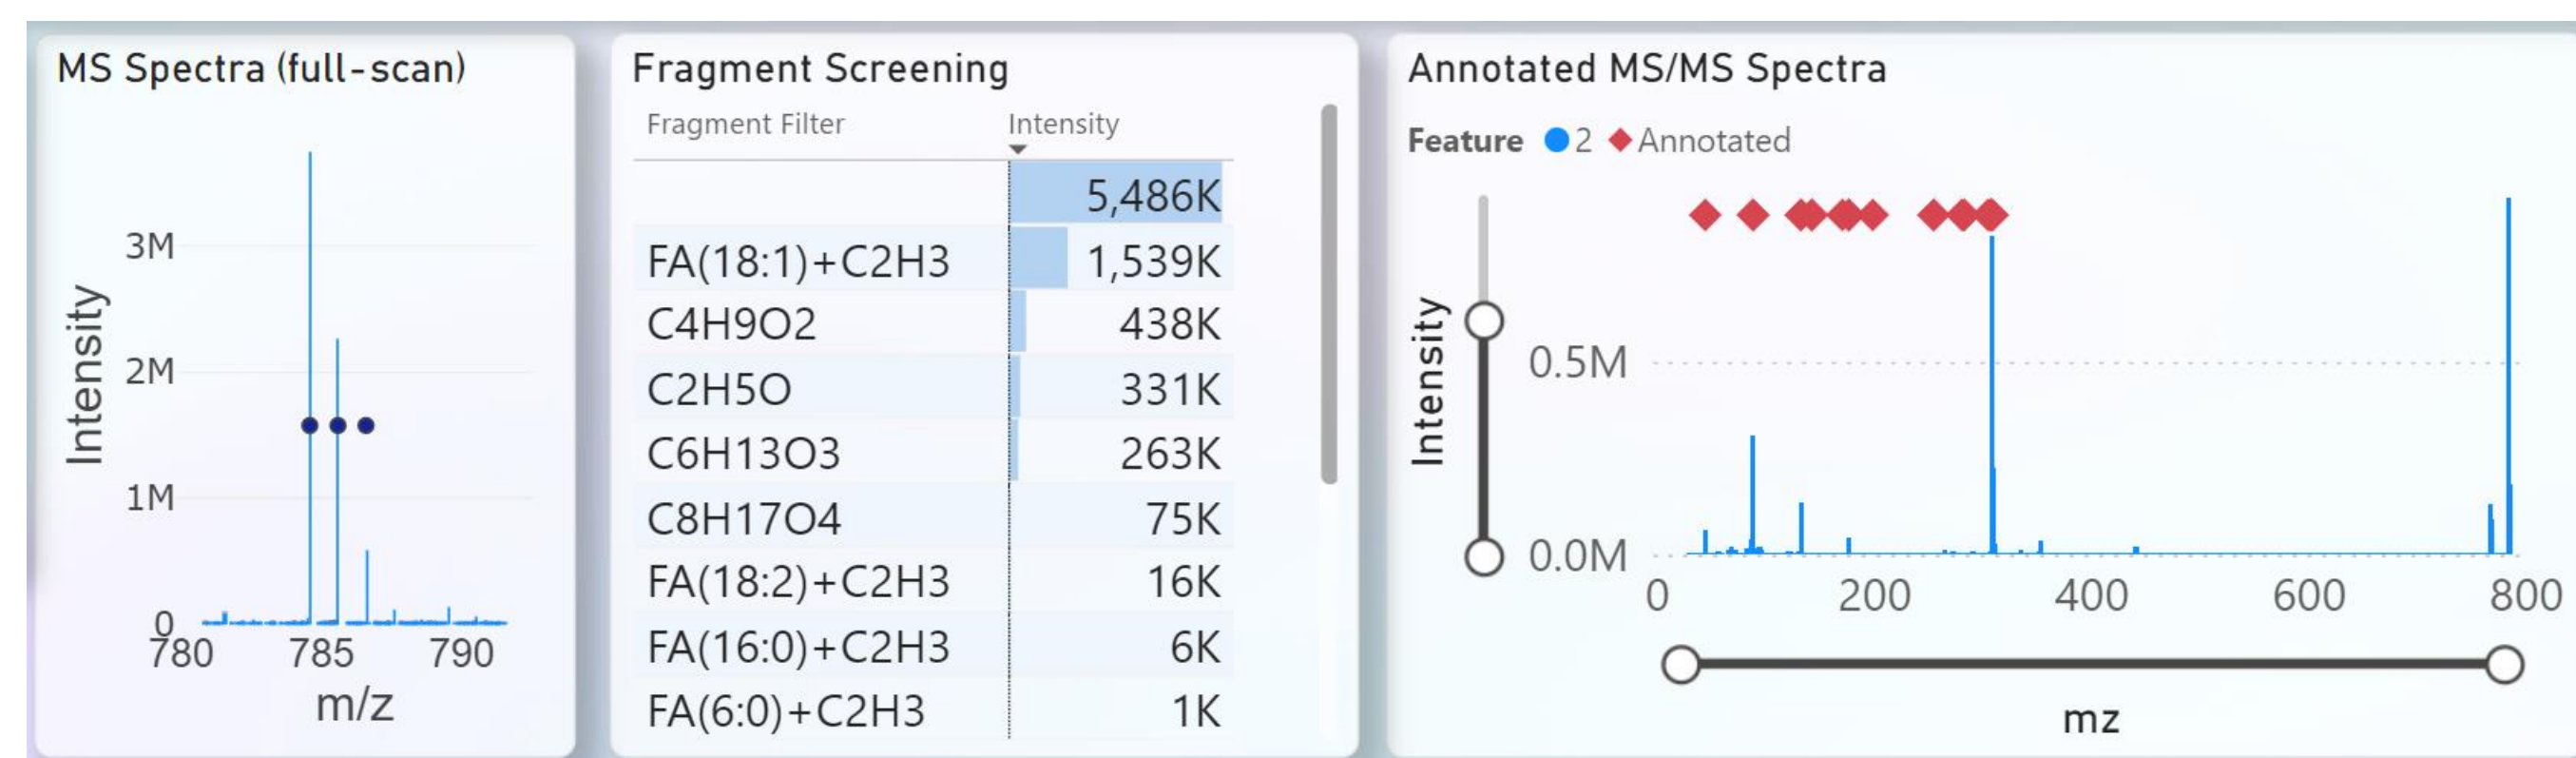 MS Spectra (full-scan)
Intensity
3M
2M
1M
0
780 785 790
m/z
Fragment Screening
Fragment Filter Intensity
5,486K
FA(18:1)+C2H3 1,539K
C4H9O2 438K
C2H5O 331K
C6H13O3 263K
C8H17O4 75K
FA(18:2)+C2H3 16K
FA(16:0)+C2H3 6K
FA(6:0)+C2H3 1K
Annotated MS/MS Spectra
Feature 2 Annotated
Intensity
0.5M
0.0M
0 200 400 600 800
mz